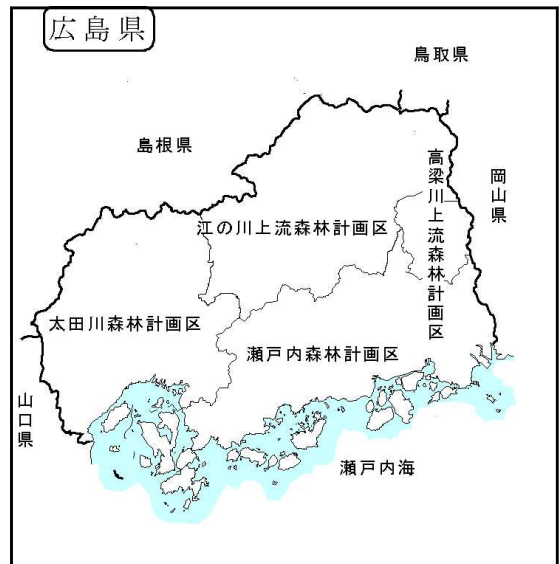 広島県
鳥取県
島根県
岡山県
高梁川上流森林計画区
江の川上流森林計画区
太田川森林計画区
瀬戸内森林計画区
山口県
瀬戸内海